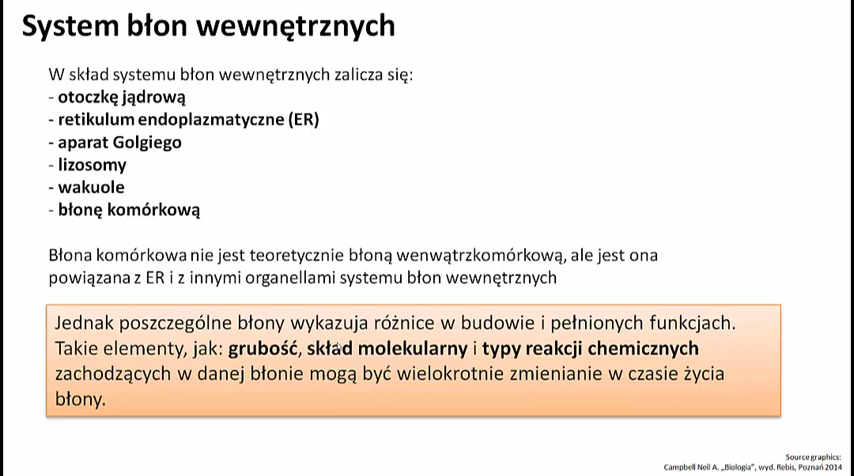 System błon wewnętrznych
W skład systemu błon wewnętrznych zalicza się:
- otoczkę jądrową
- retikulum endoplazmatyczne (ER)
- aparat Golgiego
- lizosomy
- wakuole
- błonę komórkową
Błona komórkowa nie jest teoretycznie błoną wenwątrzkomórkową, ale jest ona
powiązana z ER i z innymi organellami systemu błon wewnętrznych
Jednak poszczególne błony wykazuja różnice w budowie i pełnionych funkcjach.
Takie elementy, jak: grubość, skład molekularny i typy reakcji chemicznych
zachodzących w danej błonie mogą być wielokrotnie zmienianie w czasie życia
błony.
Source graphics:
Campbell Neil A. „Biologia”, wyd. Rebis, Poznań 2014